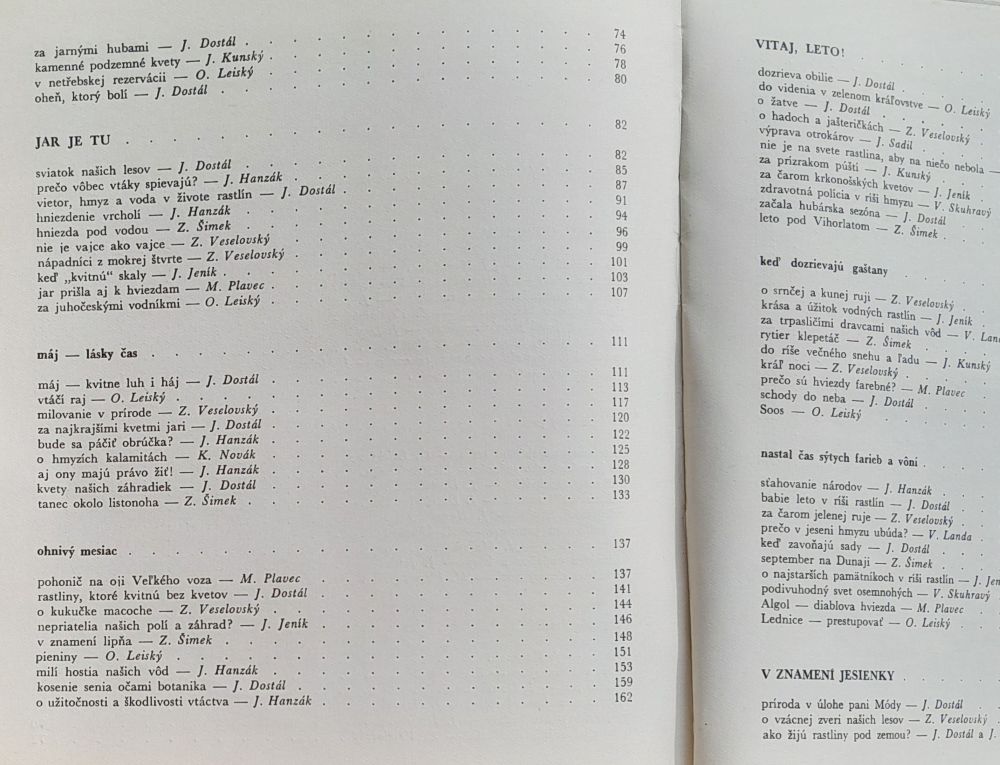 za jarnými hubami — J. Dostál . . . . . . . . . . . 74
kamenné podzemné kvety — J. Kunský . . . . . . . . . . . 76
v netřebskej rezervácii — O. Leiský . . . . . . . . . . . 78
oheň, ktorý bolí — J. Dostál . . . . . . . . . . . 80
JAR JE TU . . . . . . . . . . . 82
sviatok našich lesov — J. Dostál . . . . . . . . . . . 82
prečo vôbec vtáky spievajú? — J. Hanzák . . . . . . . . . . . 85
vietor, hmyz a voda v živote rastlín — J. Dostál . . . . . . . . . . . 87
hniezdenie vrcholí — J. Hanzák . . . . . . . . . . . 91
hniezda pod vodou — Z. Šimek . . . . . . . . . . . 94
nie je vajce ako vajce — Z. Veselovský . . . . . . . . . . . 96
nápadníci z mokrej štvrte — Z. Veselovský . . . . . . . . . . . 99
keď „kvitnú“ skaly — J. Jeník . . . . . . . . . . . 101
jar prišla aj k hviezdam — M. Plavec . . . . . . . . . . . 103
za juhočeskými vodníkmi — O. Leiský . . . . . . . . . . . 107
máj — lásky čas . . . . . . . . . . . 111
máj — kvitne luh i háj — J. Dostál . . . . . . . . . . . 111
vtáčí raj — O. Leiský . . . . . . . . . . . 113
milovanie v prírode — Z. Veselovský . . . . . . . . . . . 117
za najkrajšími kvetmi jari — J. Dostál . . . . . . . . . . . 120
bude sa páčiť obrúčka? — J. Hanzák . . . . . . . . . . . 122
o hmyzích kalamitách — K. Novák . . . . . . . . . . . 125
aj ony majú právo žiť! — J. Hanzák . . . . . . . . . . . 128
kvety našich záhradiek — J. Dostál . . . . . . . . . . . 130
tanec okolo listonoha — Z. Šimek . . . . . . . . . . . 133
ohnivý mesiac . . . . . . . . . . . 137
pohonič na oji Veľkého voza — M. Plavec . . . . . . . . . . . 137
rastliny, ktoré kvitnú bez kvetov — J. Dostál . . . . . . . . . . . 141
o kukučke macoche — Z. Veselovský . . . . . . . . . . . 144
nepriatelia našich polí a záhrad? — J. Jeník . . . . . . . . . . . 146
v znamení lipňa — Z. Šimek . . . . . . . . . . . 148
pieniny — O. Leiský . . . . . . . . . . . 151
milí hostia našich vôd — J. Hanzák . . . . . . . . . . . 153
kosenie senia očami botanika — J. Dostál . . . . . . . . . . . 159
o užitočnosti a škodlivosti vtáctva — J. Hanzák . . . . . . . . . . . 162
VITAJ, LETO! . . . .
dozrieva obilie — J. Dostál . . . .
do videnia v zelenom kráľovstve — O. Leiský
o žatve — J. Dostál . . . .
o hadoch a jašteričkách — Z. Veselovský .
výprava otrokárov — J. Sadil . . .
nie je na svete rastlina, aby na niečo nebola —
za prízrakom púští — J. Kunský . . .
za čarom krkonošských kvetov — J. Jeník .
zdravotná polícia v ríši hmyzu — V. Skuhravý
začala hubárska sezóna — J. Dostál . .
leto pod Vihorlatom — Z. Šimek . . .
keď dozrievajú gaštany . . .
o srnčej a kunej ruji — Z. Veselovský .
krása a úžitok vodných rastlín — J. Jeník .
za trpasličími dravcami našich vôd — V.
rytier klepetáč — Z. Šimek . . .
do ríše večného snehu a ľadu — J. Kunský
kráľ noci — Z. Veselovský . . .
prečo sú hviezdy farebné? — M. Plavec .
schody do neba — J. Dostál . . .
Soos — O. Leiský . . .
nastal čas sýtych farieb a vôní . . .
sťahovanie národov — J. Hanzák . . .
babie leto v ríši rastlín — J. Dostál . .
za čarom jelenej ruje — Z. Veselovský . .
prečo v jeseni hmyzu ubúda? — V. Landa .
keď zavoňajú sady — J. Dostál . . .
september na Dunaji — Z. Šimek . . .
o najstarších pamätníkoch v ríši rastlín —
podivuhodný svet osemnohých — V. Skuhravý
Algol — diablova hviezda — M. Plavec . .
Lednice — prestupovať — O. Leiský . .
V ZNAMENÍ JESIENKY . . .
príroda v úlohe pani Módy — J. Dostál . .
o vzácnej zveri našich lesov — Z. Veselovský .
ako žijú rastliny pod zemou? — J. Dostál a J.